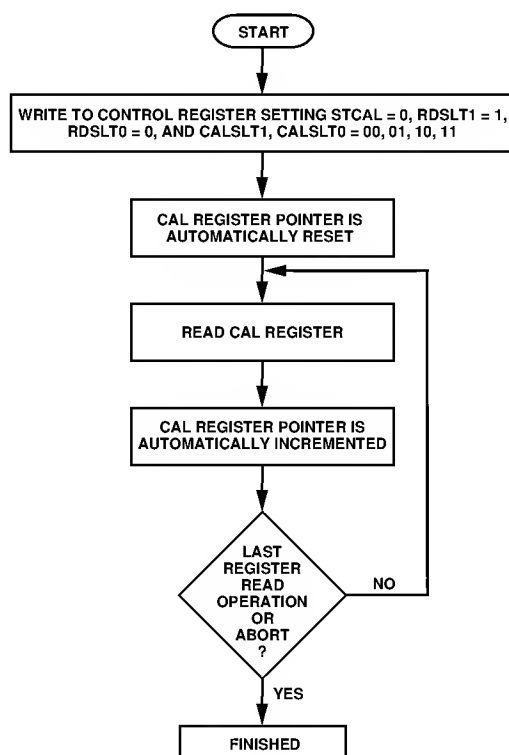 START
WRITE TO CONTROL REGISTER SETTING STCAL = 0, RDSLT1 = 1,
RDSLT0 = 0, AND CALSLT1, CALSLT0 = 00, 01, 10, 11
CAL REGISTER POINTER IS
AUTOMATICALLY RESET
READ CAL REGISTER
CAL REGISTER POINTER IS
AUTOMATICALLY INCREMENTED
LAST
REGISTER
READ
OPERATION
OR
ABORT
?
NO
YES
FINISHED